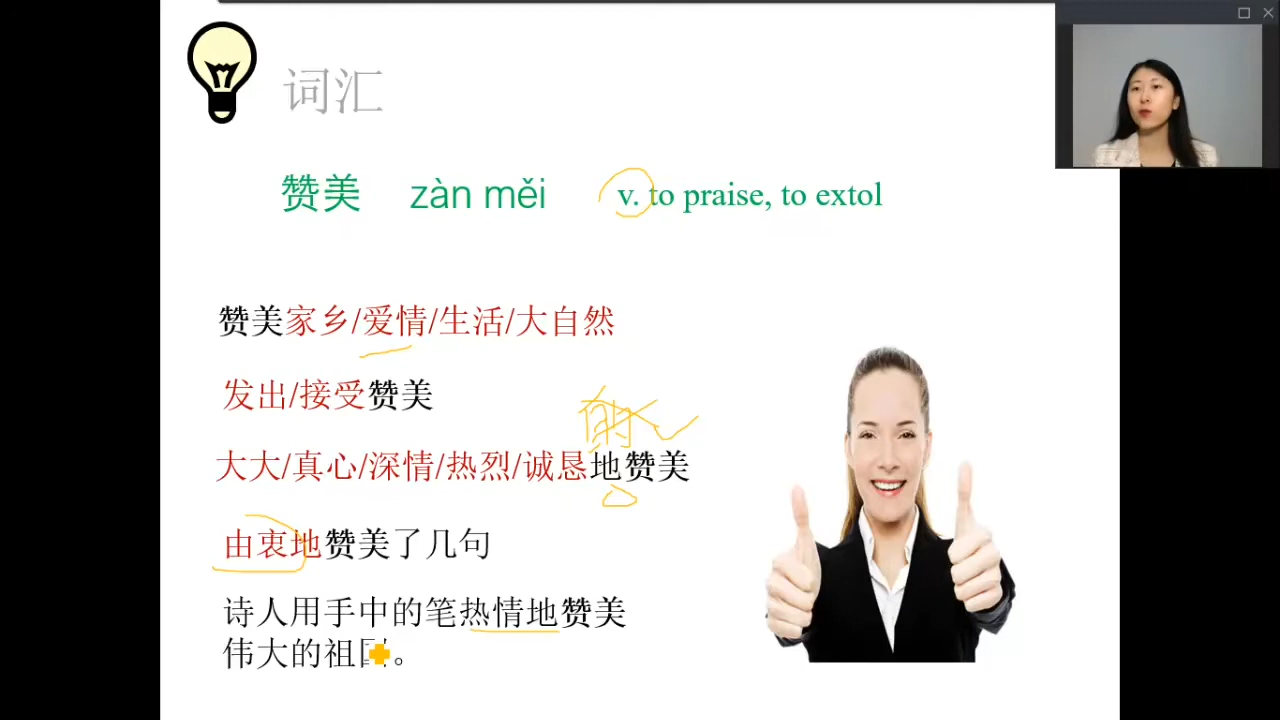 词汇
赞美 zàn měi v. to praise, to extol
赞美家乡/爱情/生活/大自然
发出/接受赞美
大大/真心/深情/热烈/诚恳地赞美
由衷地赞美了几句
诗人用手中的笔热情地赞美
伟大的祖国。